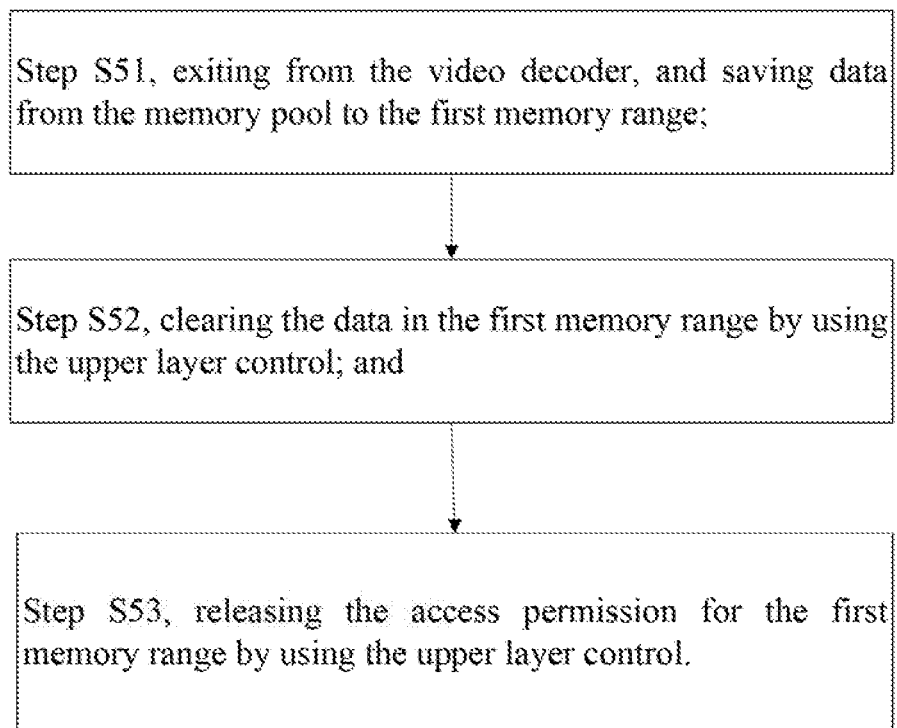 Step S51, exiting from the video decoder, and saving data
from the memory pool to the first memory range;
Step S52, clearing the data in the first memory range by using
the upper layer control; and
Step S53, releasing the access permission for the first
memory range by using the upper layer control.